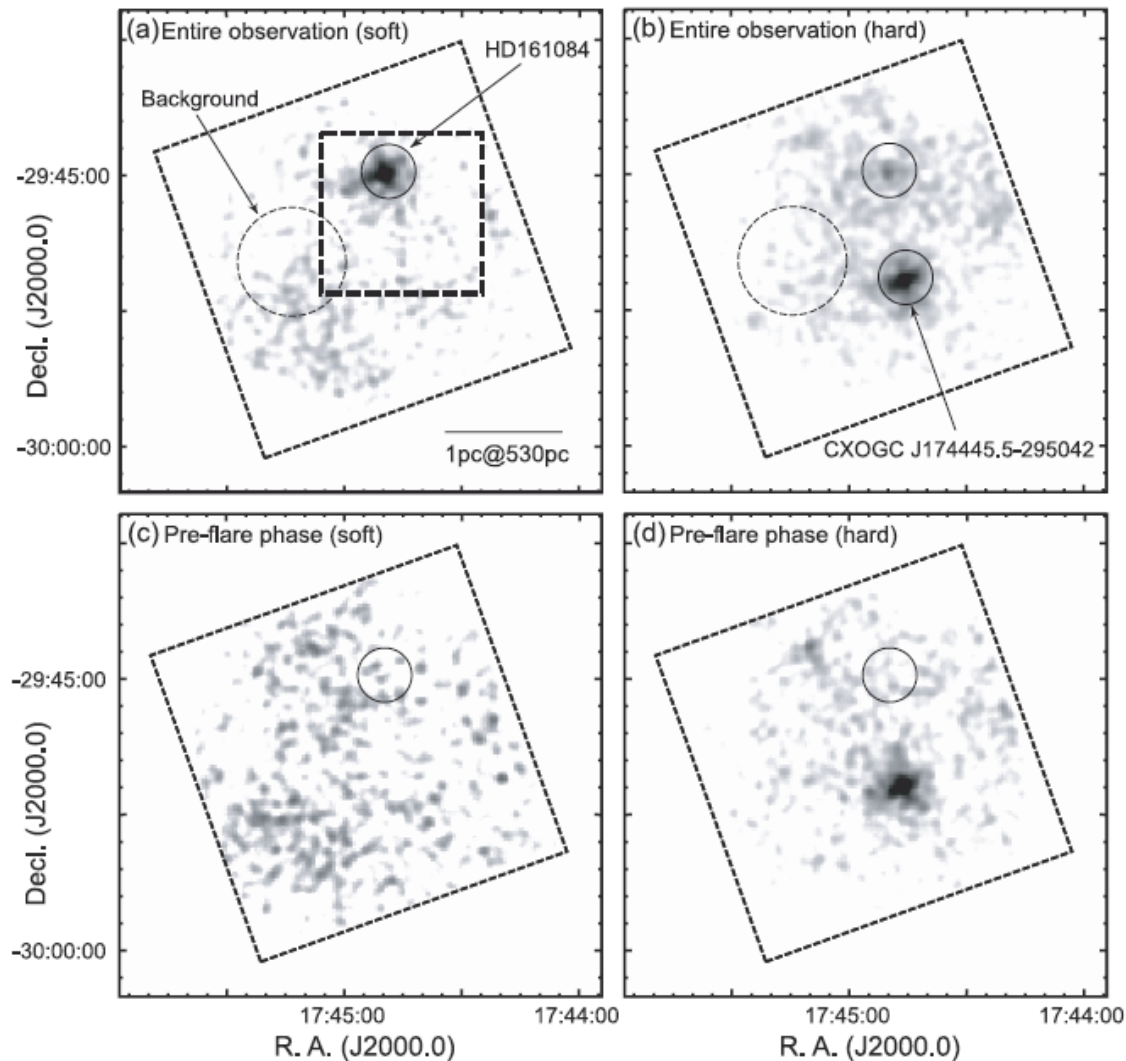 (a) Entire observation (soft)
HD161084
Background
1pc@530pc
(b) Entire observation (hard)
CXOGC J174445.5-295042
-29:45:00
-30:00:00
Decl. (J2000.0)
(c) Pre-flare phase (soft)
(d) Pre-flare phase (hard)
-29:45:00
-30:00:00
Decl. (J2000.0)
17:45:00
17:44:00
17:45:00
17:44:00
R. A. (J2000.0)
R. A. (J2000.0)